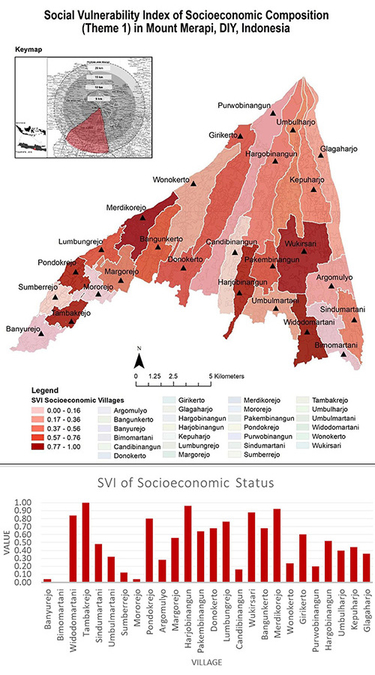 Social Vulnerability Index of Socioeconomic Composition
(Theme 1) in Mount Merapi, DIY, Indonesia
Keymap
Purwobinangun
Umbulharjo
Girikerto
Glagaharjo
Hargobinangun
Wonokerto
Kepuharjo
Merdikorejo
Lumbungrejo
Bangunkerto
Candibinangun
Wukirsari
Pondokrejo
Donokerto
Pakembinangun
Margorejo
Argomulyo
Sumberrejo
Mororejo
Harjobinangun
Umbulmartani
Sindumartani
Tambakrejo
Widodomartani
Banyurejo
Bimomartani
N
0 1.25 2.5 5 Kilometers
Legend
SVI Socioeconomic Villages
0.00 - 0.16
0.17 - 0.36
0.37 - 0.56
0.57 - 0.76
0.77 - 1.00
Argomulyo
Bangunkerto
Banyurejo
Bimomartani
Candibinangun
Donokerto
Girikerto
Glagaharjo
Hargobinangun
Harjobinangun
Kepuharjo
Lumbungrejo
Margorejo
Merdikorejo
Mororejo
Pakembinangun
Pondokrejo
Purwobinangun
Sindumartani
Sumberrejo
Tambakrejo
Umbulharjo
Umbulmartani
Widodomartani
Wonokerto
Wukirsari
SVI of Socioeconomic Status
VALUE
1.00
0.90
0.80
0.70
0.60
0.50
0.40
0.30
0.20
0.10
0.00
Banyurejo
Bimomartani
Widodomartani
Tambakrejo
Sindumartani
Umbulmartani
Sumberrejo
Mororejo
Pondokrejo
Argomulyo
Margorejo
Harjobinangun
Pakembinangun
Donokerto
Lumbungrejo
Candibinangun
Wukirsari
Bangunkerto
Merdikorejo
Wonokerto
Girikerto
Purwobinangun
Hargobinangun
Umbulharjo
Kepuharjo
Glagaharjo
VILLAGE